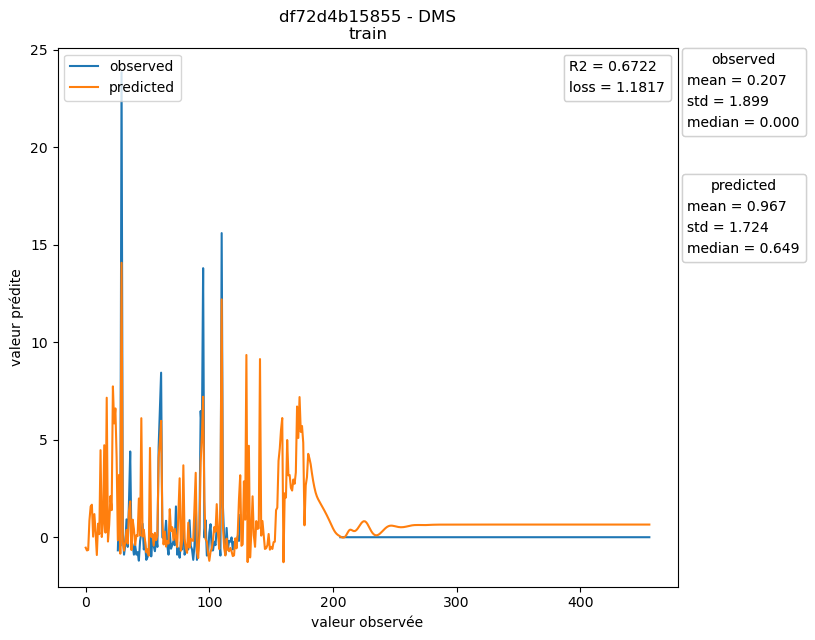 df72d4b15855 - DMS
train
observed
predicted
R2 = 0.6722
loss = 1.1817
observed
mean = 0.207
std = 1.899
median = 0.000
predicted
mean = 0.967
std = 1.724
median = 0.649
25
20
15
10
5
0
valeur prédite
0 100 200 300 400
valeur observée